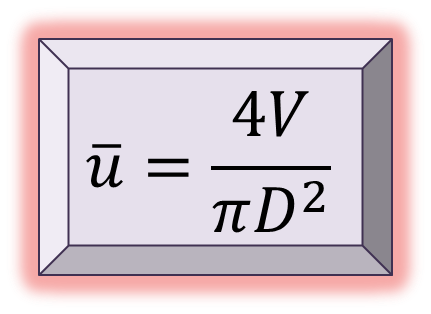 ū = 4V / πD²